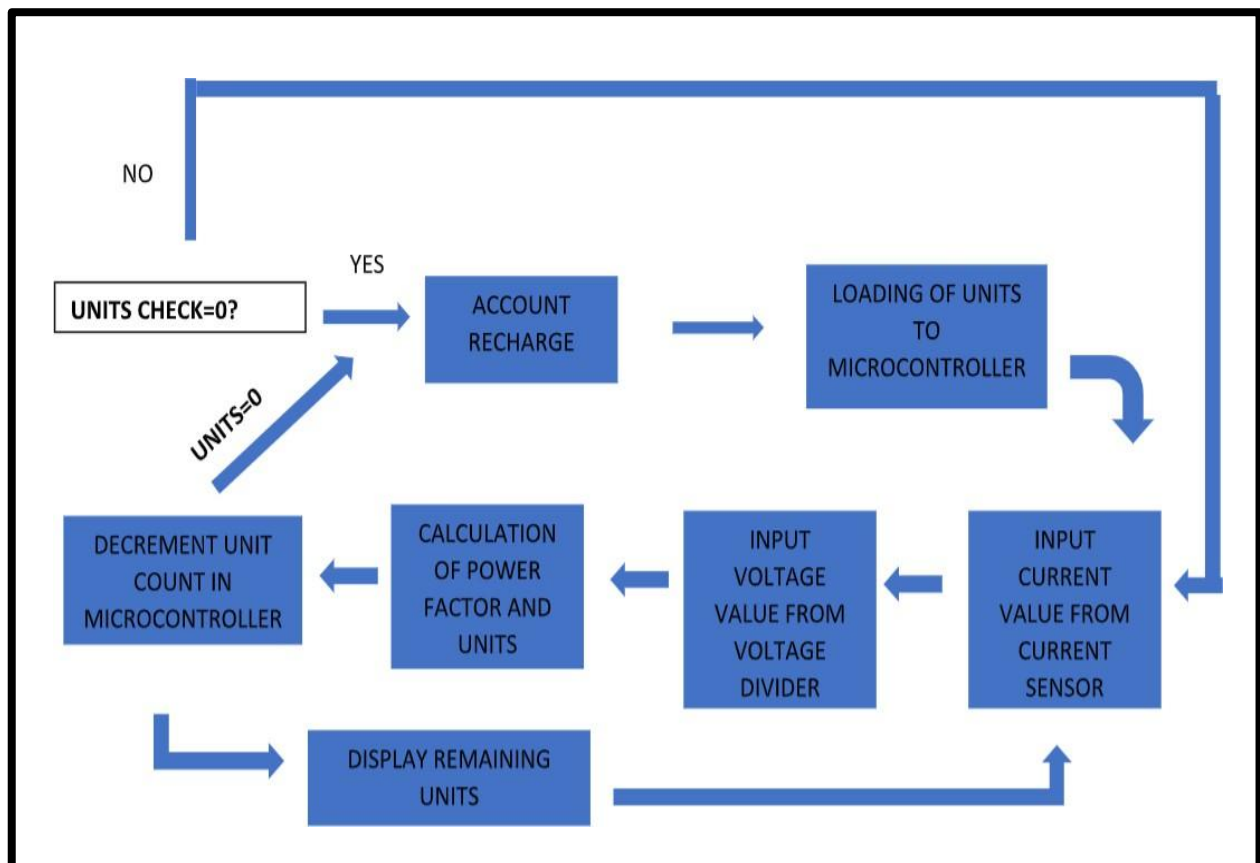 NO
YES
UNITS CHECK=0?
ACCOUNT
RECHARGE
LOADING OF UNITS
TO
MICROCONTROLLER
UNITS=0
DECREMENT UNIT
COUNT IN
MICROCONTROLLER
CALCULATION
OF POWER
FACTOR AND
UNITS
INPUT
VOLTAGE
VALUE FROM
VOLTAGE
DIVIDER
INPUT
CURRENT
VALUE FROM
CURRENT
SENSOR
DISPLAY REMAINING
UNITS